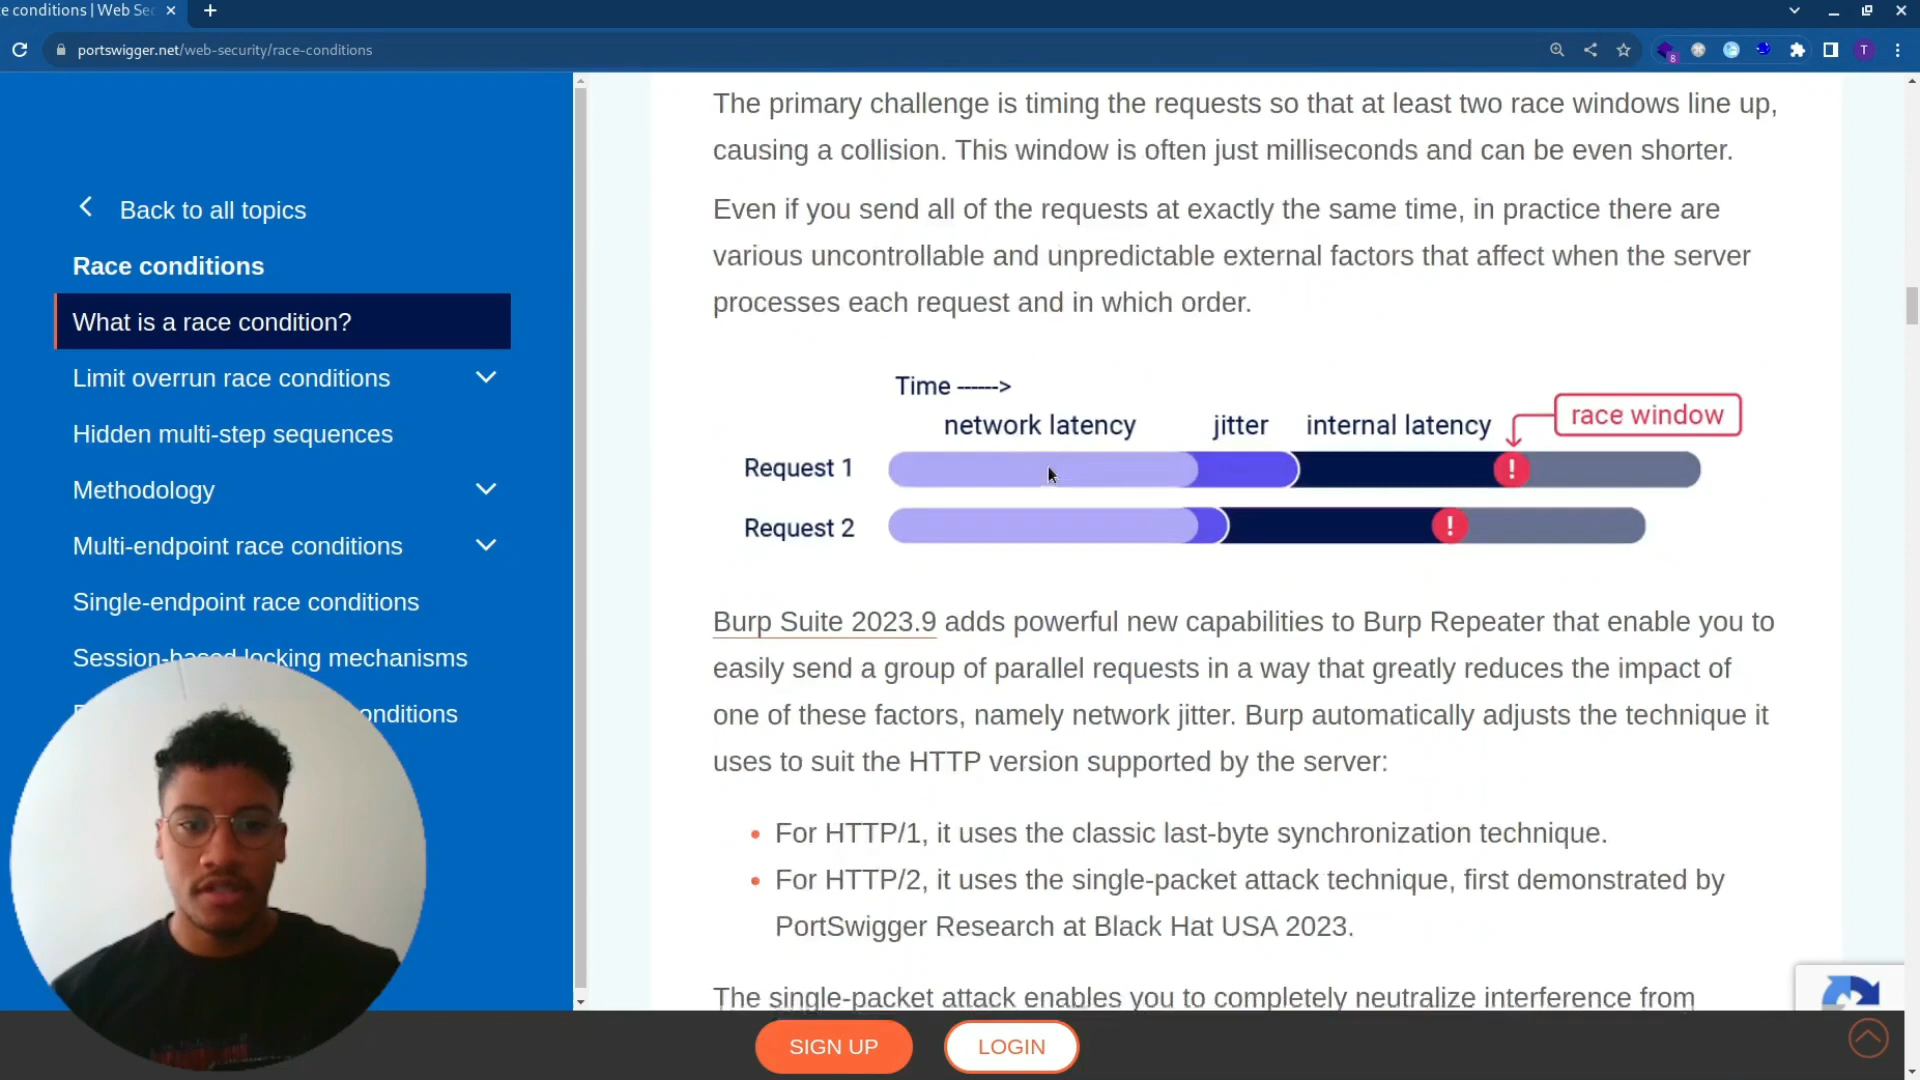 e conditions | Web Sec
portswigger.net/web-security/race-conditions
8
T
Back to all topics
Race conditions
What is a race condition?
Limit overrun race conditions
Hidden multi-step sequences
Methodology
Multi-endpoint race conditions
Single-endpoint race conditions
Session-based locking mechanisms
onditions
The primary challenge is timing the requests so that at least two race windows line up,
causing a collision. This window is often just milliseconds and can be even shorter.
Even if you send all of the requests at exactly the same time, in practice there are
various uncontrollable and unpredictable external factors that affect when the server
processes each request and in which order.
Time ------>
network latency jitter internal latency race window
Request 1 !
Request 2 !
Burp Suite 2023.9 adds powerful new capabilities to Burp Repeater that enable you to
easily send a group of parallel requests in a way that greatly reduces the impact of
one of these factors, namely network jitter. Burp automatically adjusts the technique it
uses to suit the HTTP version supported by the server:
• For HTTP/1, it uses the classic last-byte synchronization technique.
• For HTTP/2, it uses the single-packet attack technique, first demonstrated by
PortSwigger Research at Black Hat USA 2023.
The single-packet attack enables you to completely neutralize interference from
SIGN UP LOGIN